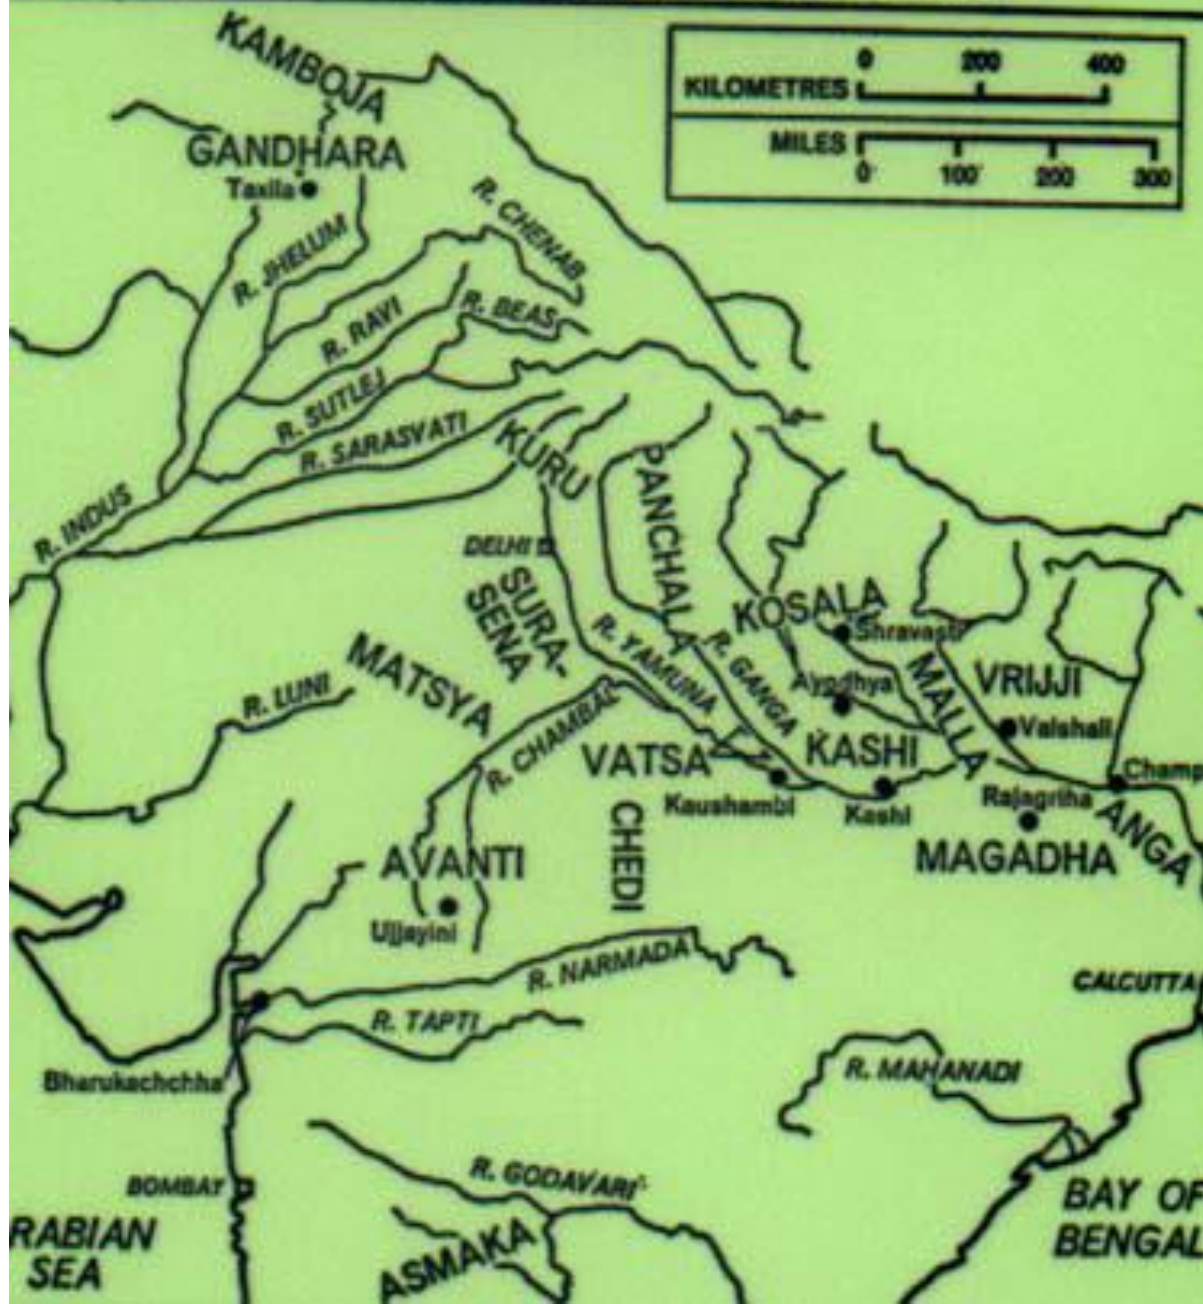 KAMBOJA
0 200 400
KILOMETRES
MILES
0 100 200 300
GANDHARA
Taxila
R. CHENAB
R. JHELUM
R. BEAS
R. RAVI
R. SUTLEJ
R. SARASVATI
KURU
PANCHALA
R. INDUS
DELHI
SURA-
SENA
KOSALA
Shravasti
R. YAMUNA
R. GANGA
MATSYA
MALLA
VRIJJI
Ayodhya
R. LUNI
R. CHAMBAL
Vaishali
VATSA
KASHI
Champ
Kaushambi
Kashi
Rajagriha
ANGA
CHEDI
AVANTI
MAGADHA
Ujjayini
R. NARMADA
CALCUTTA
R. TAPTI
Bharukachchha
R. MAHANADI
R. GODAVARI
BOMBAY
BAY OF
BENGAL
RABIAN
SEA
ASMAKA